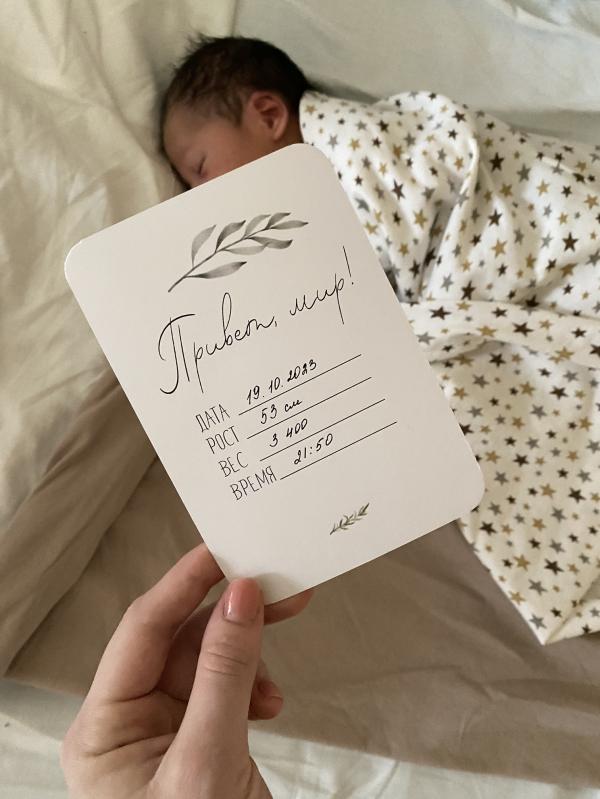 Привет, мир!
ДАТА 19.10.2023
РОСТ 53 см
ВЕС 3 400
ВРЕМЯ 21:50